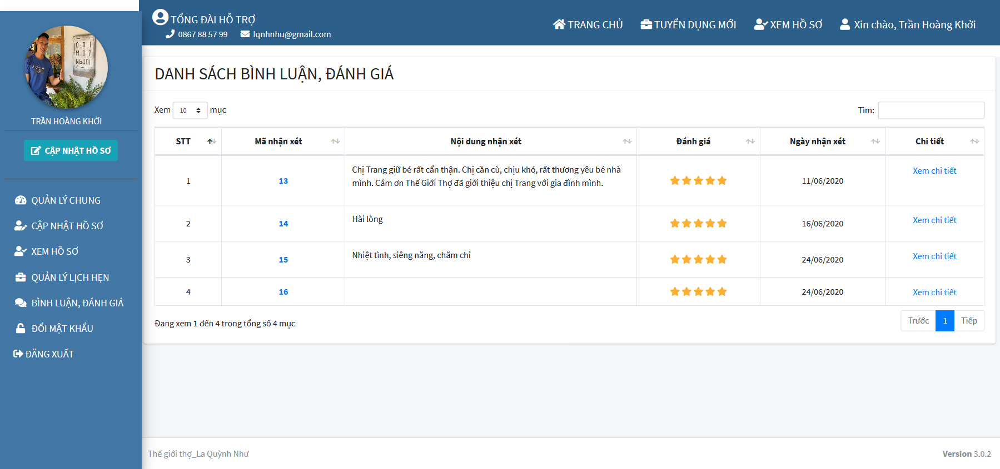 TỔNG ĐÀI HỖ TRỢ
0867 88 57 99 lqnhnhu@gmail.com
TRANG CHỦ TUYỂN DỤNG MỚI XEM HỒ SƠ Xin chào, Trần Hoàng Khởi
ĐỢI
MỘT
NGƯỜI
TRẦN HOÀNG KHỞI
CẬP NHẬT HỒ SƠ
QUẢN LÝ CHUNG
CẬP NHẬT HỒ SƠ
XEM HỒ SƠ
QUẢN LÝ LỊCH HẸN
BÌNH LUẬN, ĐÁNH GIÁ
ĐỔI MẬT KHẨU
ĐĂNG XUẤT
DANH SÁCH BÌNH LUẬN, ĐÁNH GIÁ
Xem 10 mục Tìm:
STT Mã nhận xét Nội dung nhận xét Đánh giá Ngày nhận xét Chi tiết
1 13 Chị Trang giữ bé rất cẩn thận. Chị cần cù, chịu khó, rất thương yêu bé nhà
mình. Cảm ơn Thế Giới Thợ đã giới thiệu chị Trang với gia đình mình. 11/06/2020 Xem chi tiết
2 14 Hài lòng 16/06/2020 Xem chi tiết
3 15 Nhiệt tình, siêng năng, chăm chỉ 24/06/2020 Xem chi tiết
4 16 24/06/2020 Xem chi tiết
Đang xem 1 đến 4 trong tổng số 4 mục Trước 1 Tiếp
Thế giới thợ_La Quỳnh Như Version 3.0.2